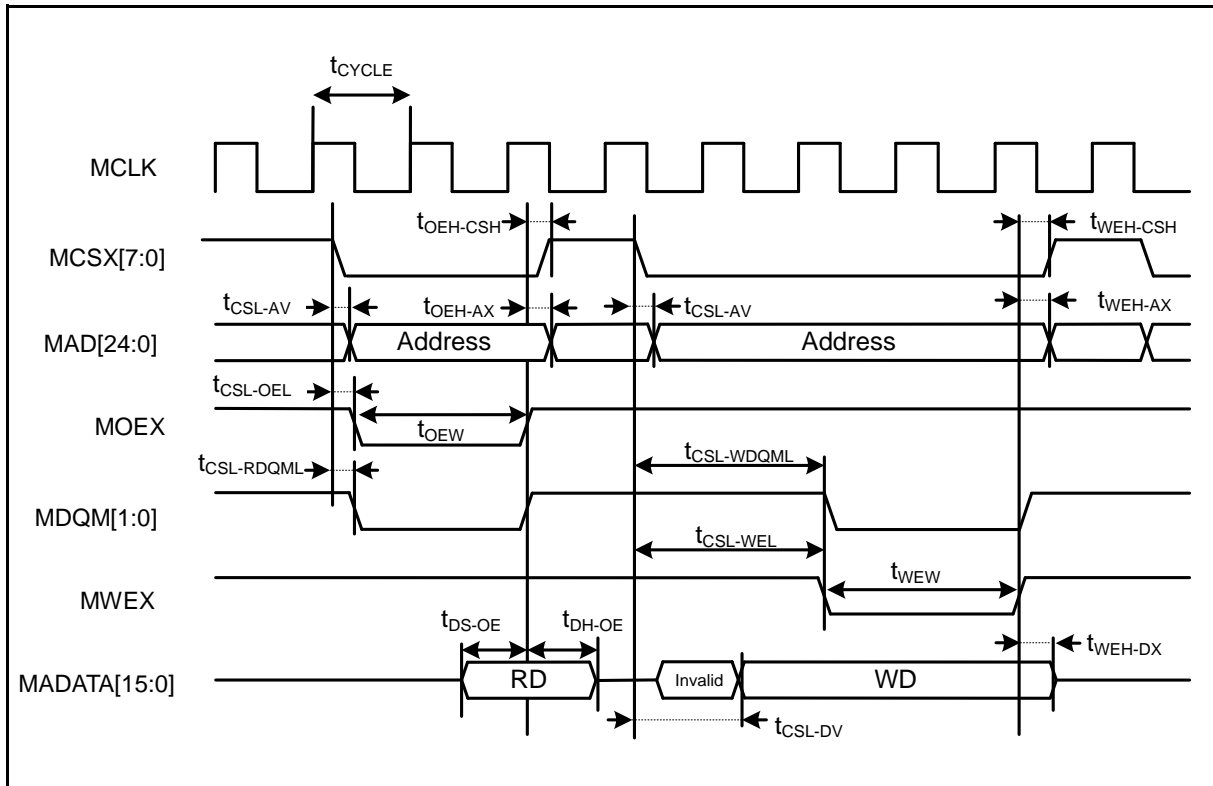 tCYCLE
MCLK
tOEH-CSH
tWEH-CSH
MCSX[7:0]
tCSL-AV
tOEH-AX
tCSL-AV
tWEH-AX
MAD[24:0]
Address
Address
tCSL-OEL
MOEX
tOEW
tCSL-RDQML
tCSL-WDQML
MDQM[1:0]
tCSL-WEL
MWEX
tWEW
tDS-OE
tDH-OE
tWEH-DX
MADATA[15:0]
RD
Invalid
WD
tCSL-DV